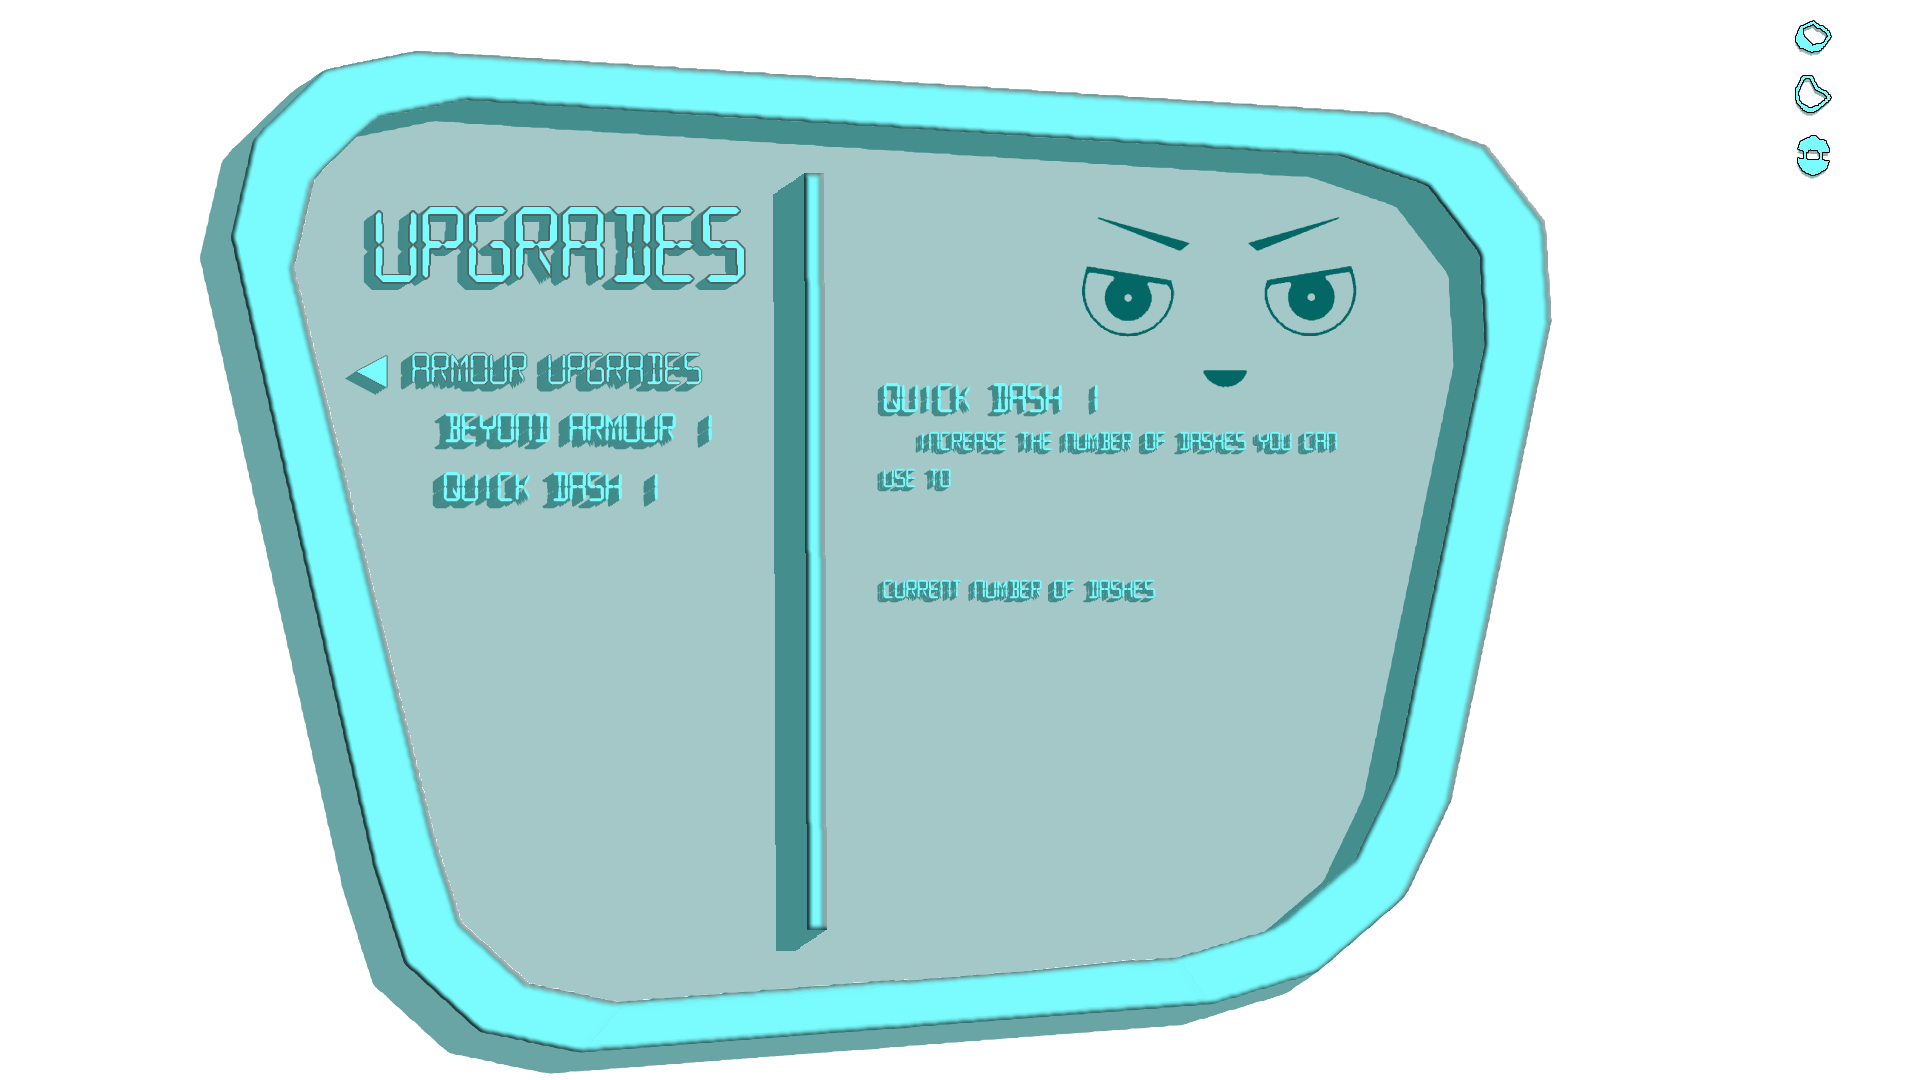 UPGRADES
ARMOUR UPGRADES
BEYOND ARMOUR 1
QUICK DASH 1
QUICK DASH 1
INCREASE THE NUMBER OF DASHES YOU CAN
USE TO
CURRENT NUMBER OF DASHES